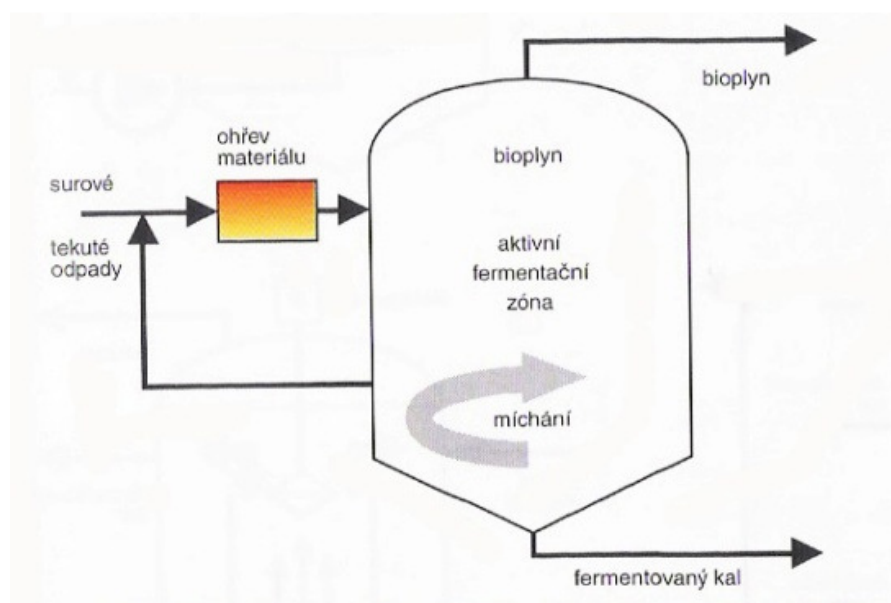 bioplyn
ohřev
materiálu
bioplyn
surové
tekuté
odpady
aktivní
fermentační
zóna
míchání
fermentovaný kal